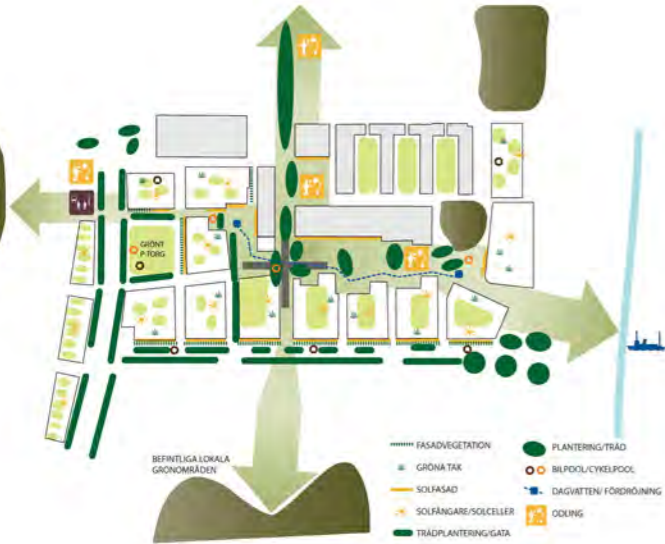 GRÖNT
P-TORG
BEFINTLIGA LOKALA
GRÖNOMRÅDEN
FASADVEGETATION
GRÖNA TAK
SOLFASAD
SOLFÅNGARE/SOLCELLER
TRÄDPLANTERING/GATA
PLANTERING/TRÄD
BILPOOL/CYKELPOOL
DAGVATTEN/ FÖRDRÖJNING
ODLING